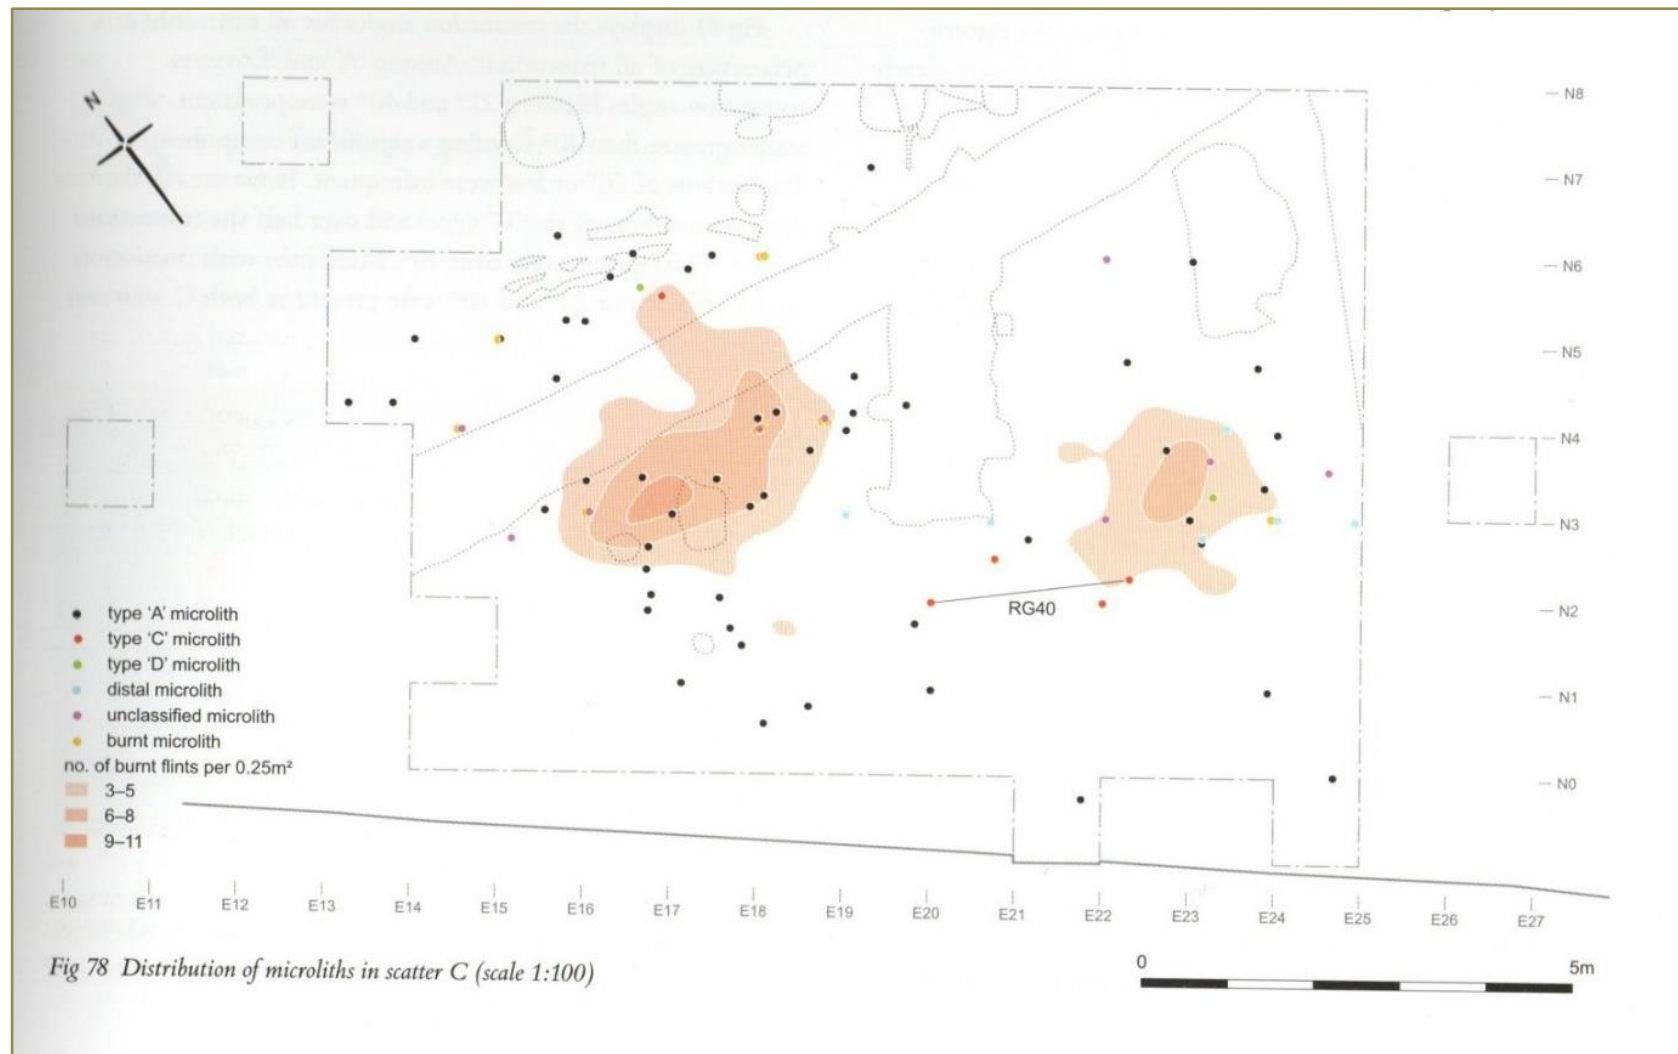 N
N8
N7
N6
N5
N4
N3
N2
N1
N0
RG40
type ‘A’ microlith
type ‘C’ microlith
type ‘D’ microlith
distal microlith
unclassified microlith
burnt microlith
no. of burnt flints per 0.25m²
3–5
6–8
9–11
E10 E11 E12 E13 E14 E15 E16 E17 E18 E19 E20 E21 E22 E23 E24 E25 E26 E27
Fig 78 Distribution of microliths in scatter C (scale 1:100)
0 5m